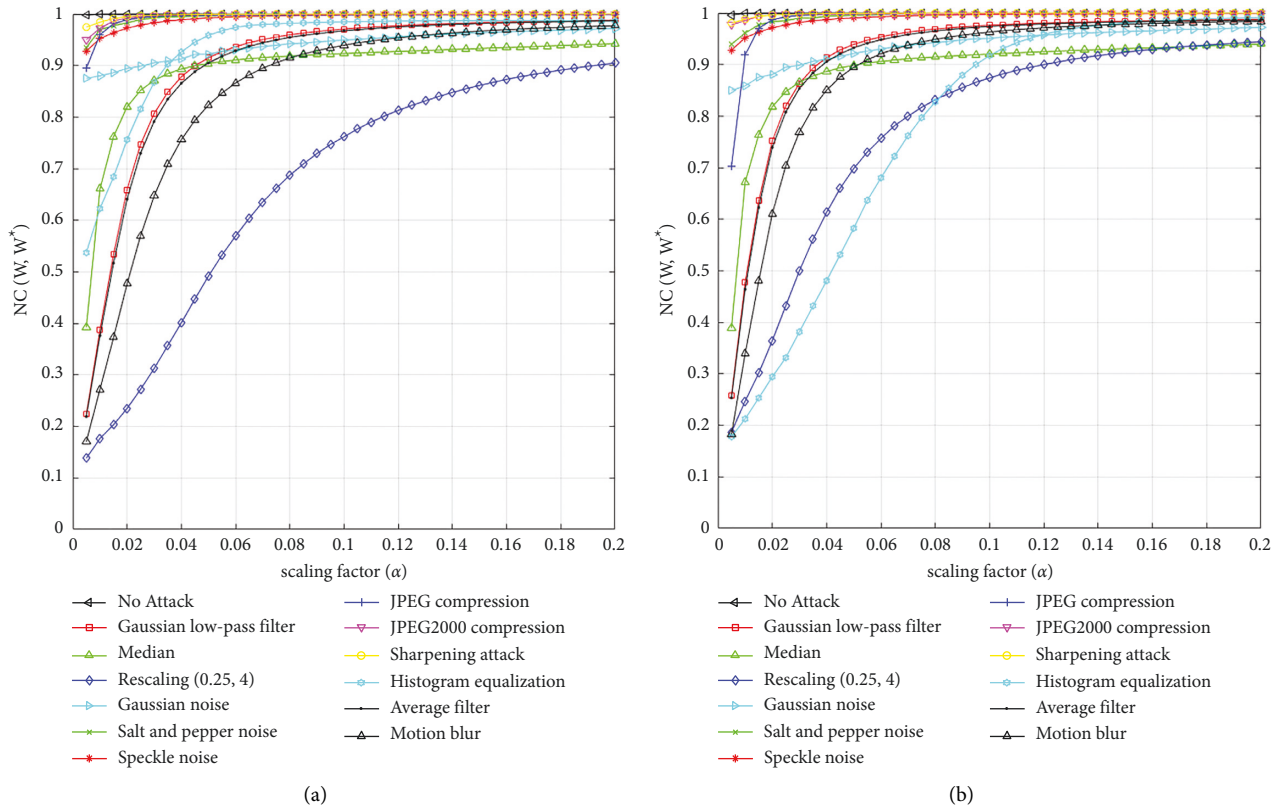 NC (W, W*)
1
0.9
0.8
0.7
0.6
0.5
0.4
0.3
0.2
0.1
0
0 0.02 0.04 0.06 0.08 0.1 0.12 0.14 0.16 0.18 0.2
scaling factor (α)
No Attack
Gaussian low-pass filter
Median
Rescaling (0.25, 4)
Gaussian noise
Salt and pepper noise
Speckle noise
JPEG compression
JPEG2000 compression
Sharpening attack
Histogram equalization
Average filter
Motion blur
(a)
NC (W, W*)
1
0.9
0.8
0.7
0.6
0.5
0.4
0.3
0.2
0.1
0
0 0.02 0.04 0.06 0.08 0.1 0.12 0.14 0.16 0.18 0.2
scaling factor (α)
No Attack
Gaussian low-pass filter
Median
Rescaling (0.25, 4)
Gaussian noise
Salt and pepper noise
Speckle noise
JPEG compression
JPEG2000 compression
Sharpening attack
Histogram equalization
Average filter
Motion blur
(b)